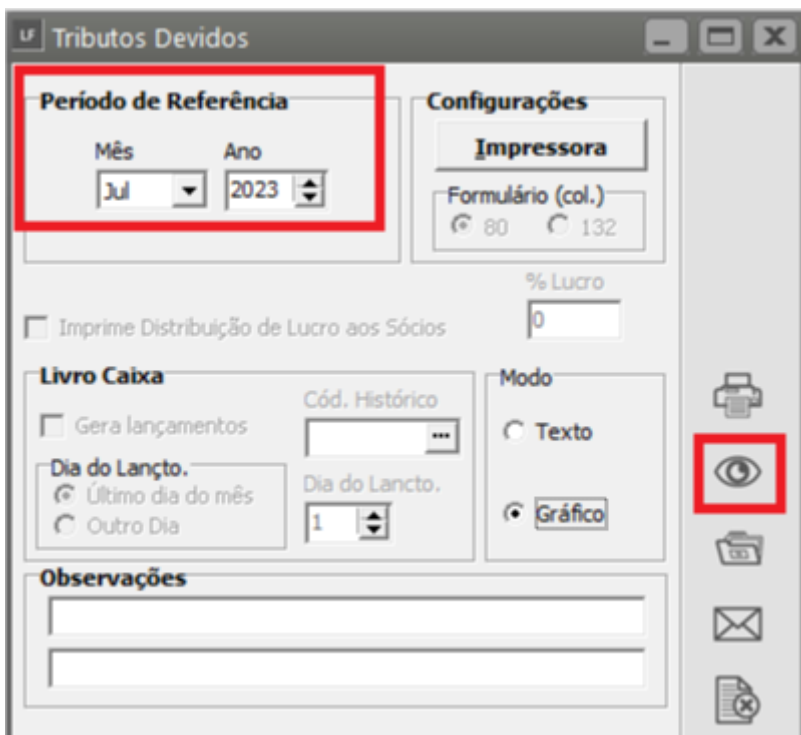 LF Tributos Devidos
Período de Referência
Mês Ano
Jul 2023
Configurações
Impressora
Formulário (col.)
80 132
% Lucro
Imprime Distribuição de Lucro aos Sócios 0
Livro Caixa
Gera lançamentos
Cód. Histórico
...
Dia do Lançto.
Último dia do mês
Outro Dia
Dia do Lancto.
1
Modo
Texto
Gráfico
Observações